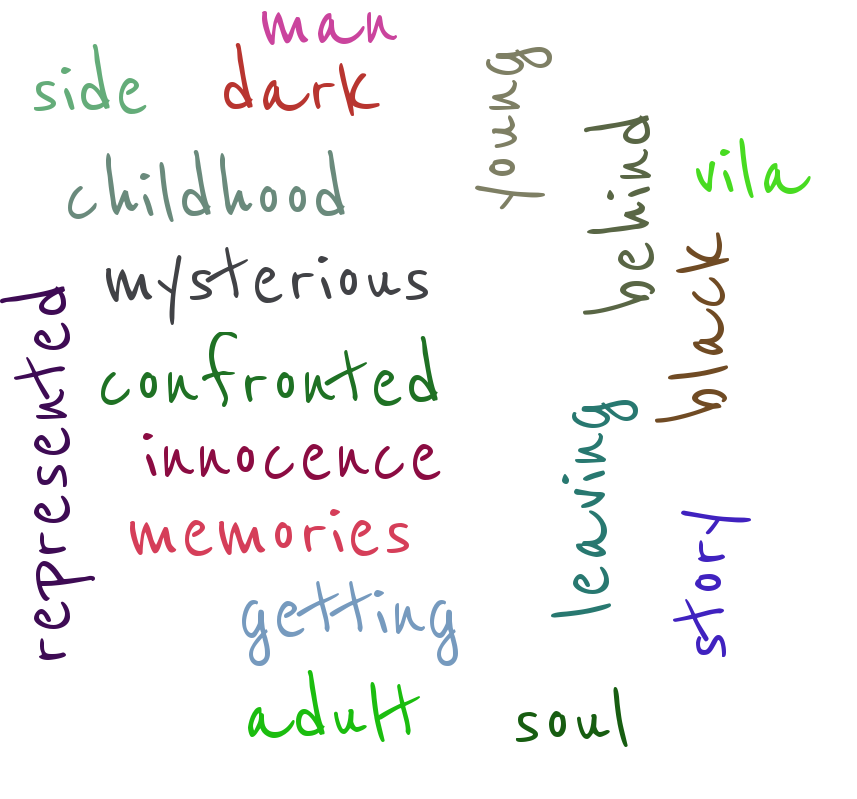 man
side dark
young
childhood
behind
vila
mysterious
black
represented
confronted
innocence
leaving
memories
story
getting
adult
soul